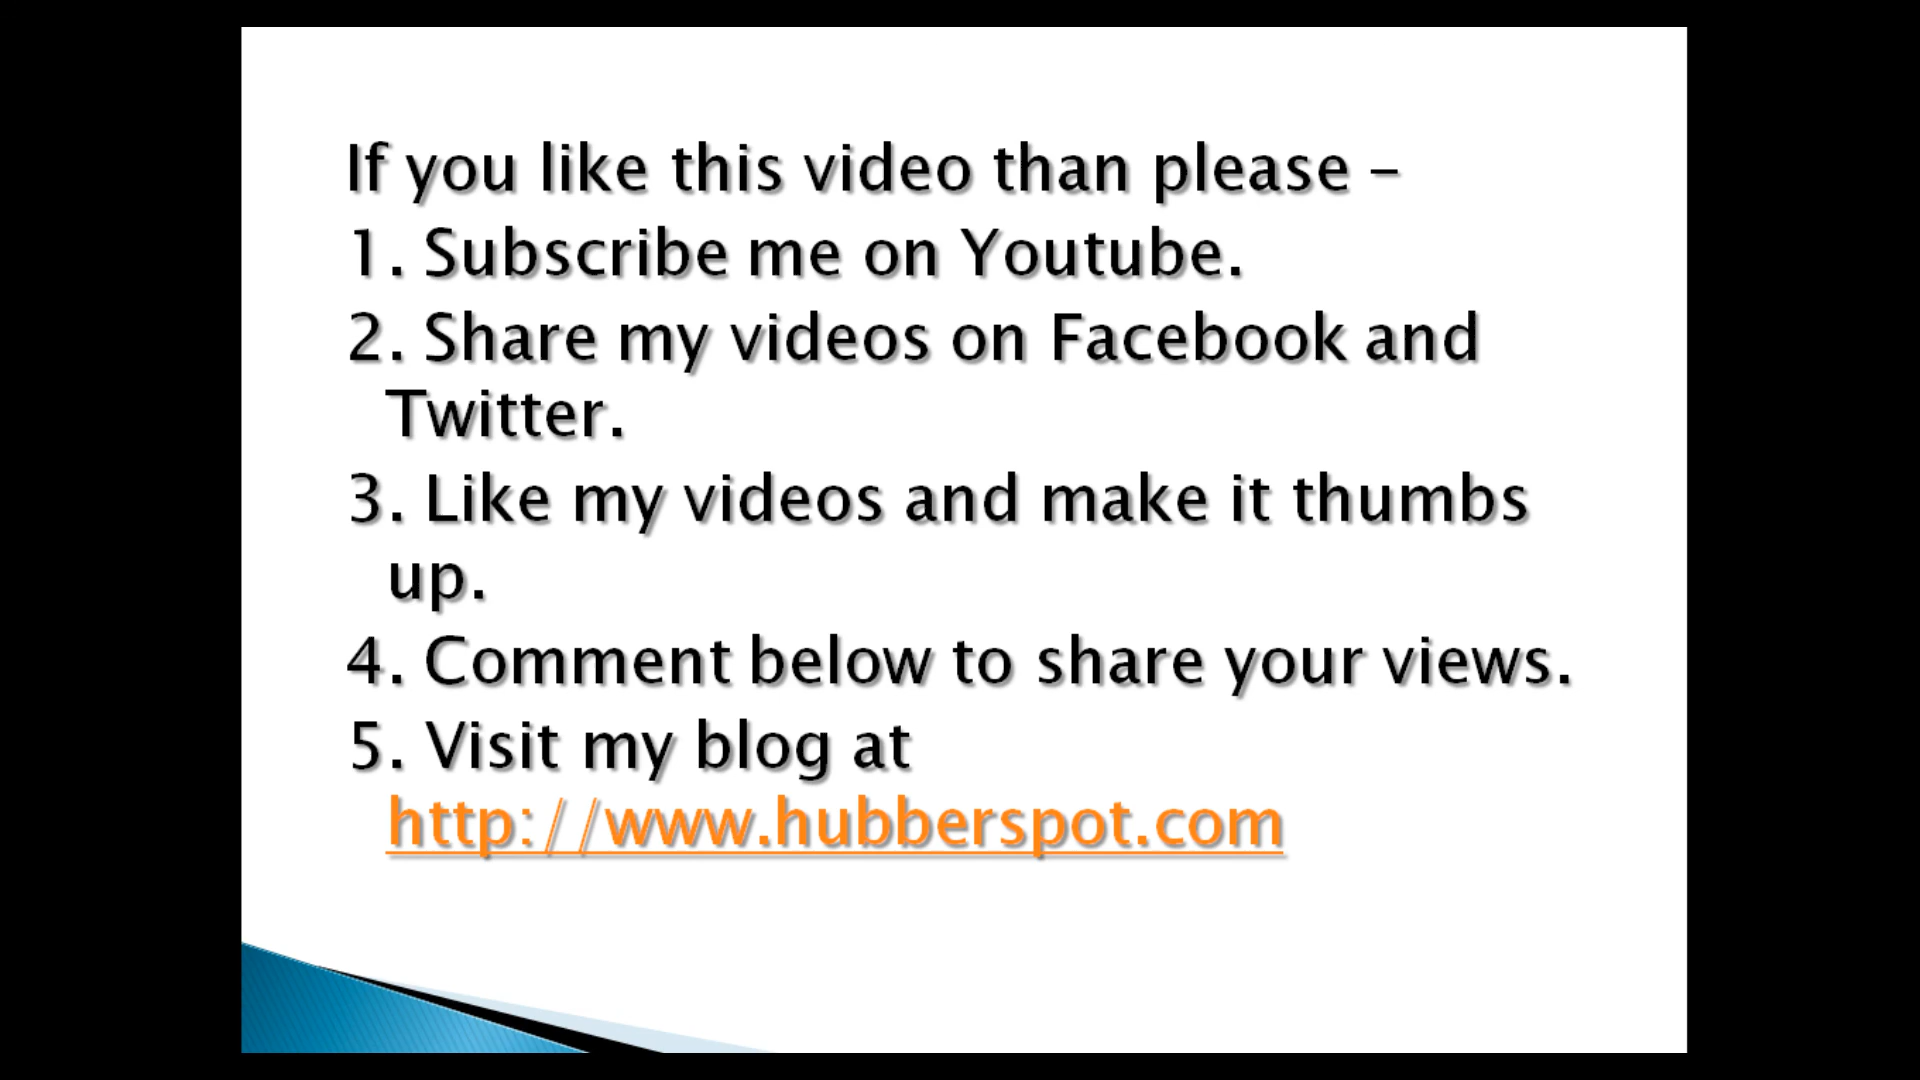 If you like this video than please –
1. Subscribe me on Youtube.
2. Share my videos on Facebook and
Twitter.
3. Like my videos and make it thumbs
up.
4. Comment below to share your views.
5. Visit my blog at
http://www.hubberspot.com